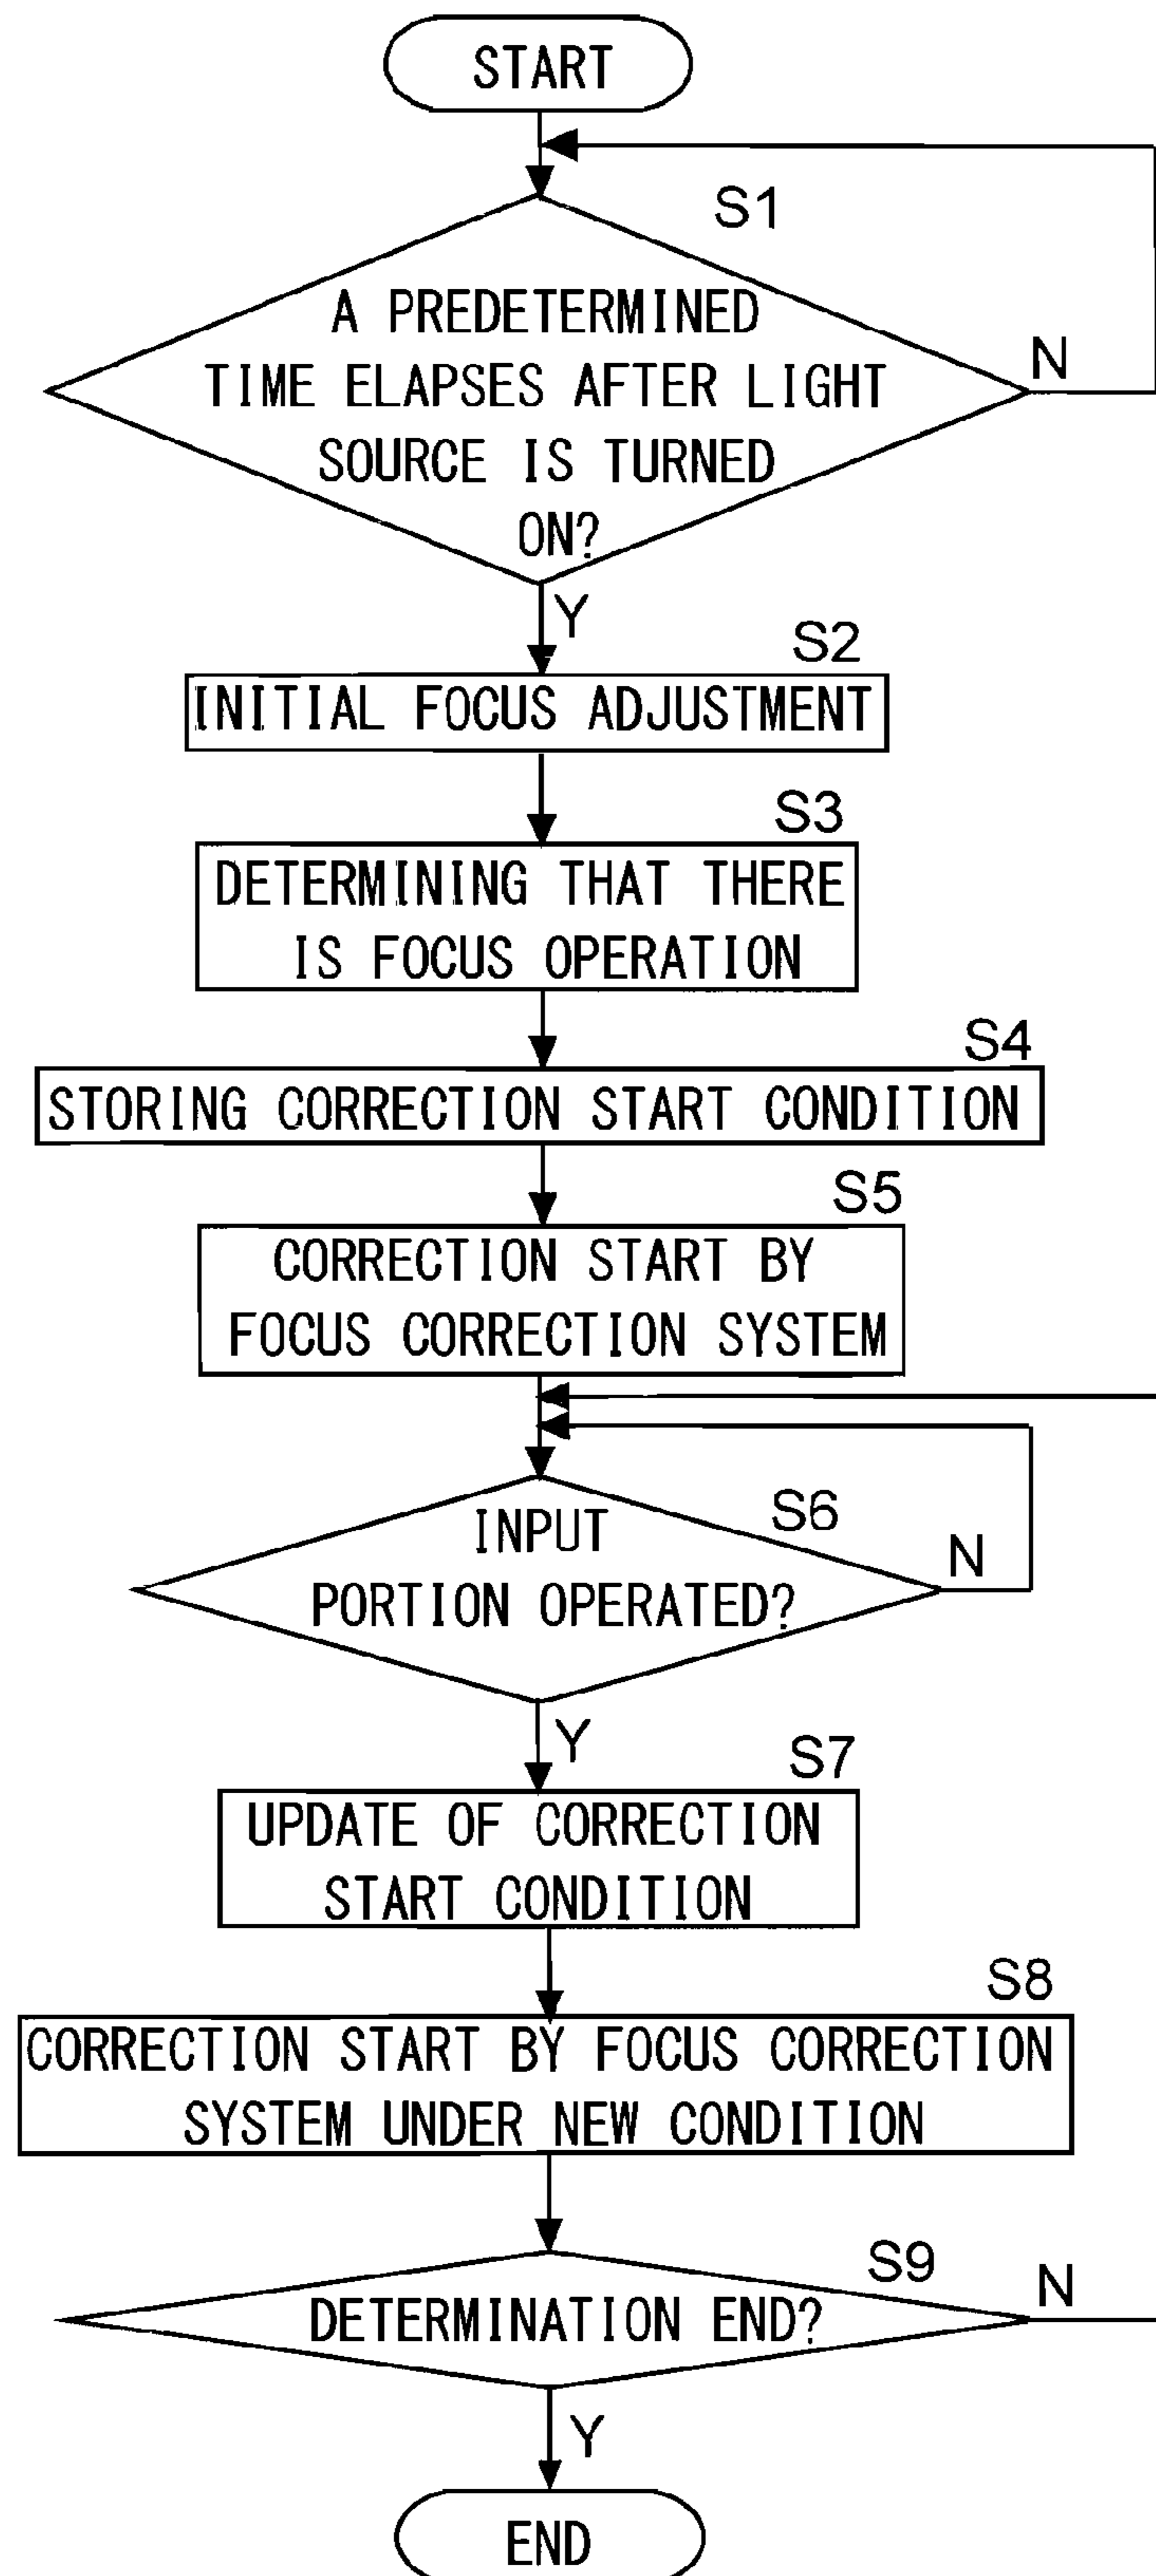 START
S1
A PREDETERMINED
TIME ELAPSES AFTER LIGHT
SOURCE IS TURNED
ON?
N
Y
S2
INITIAL FOCUS ADJUSTMENT
S3
DETERMINING THAT THERE
IS FOCUS OPERATION
S4
STORING CORRECTION START CONDITION
S5
CORRECTION START BY
FOCUS CORRECTION SYSTEM
S6
INPUT
PORTION OPERATED?
N
Y
S7
UPDATE OF CORRECTION
START CONDITION
S8
CORRECTION START BY FOCUS CORRECTION
SYSTEM UNDER NEW CONDITION
S9
DETERMINATION END?
N
Y
END